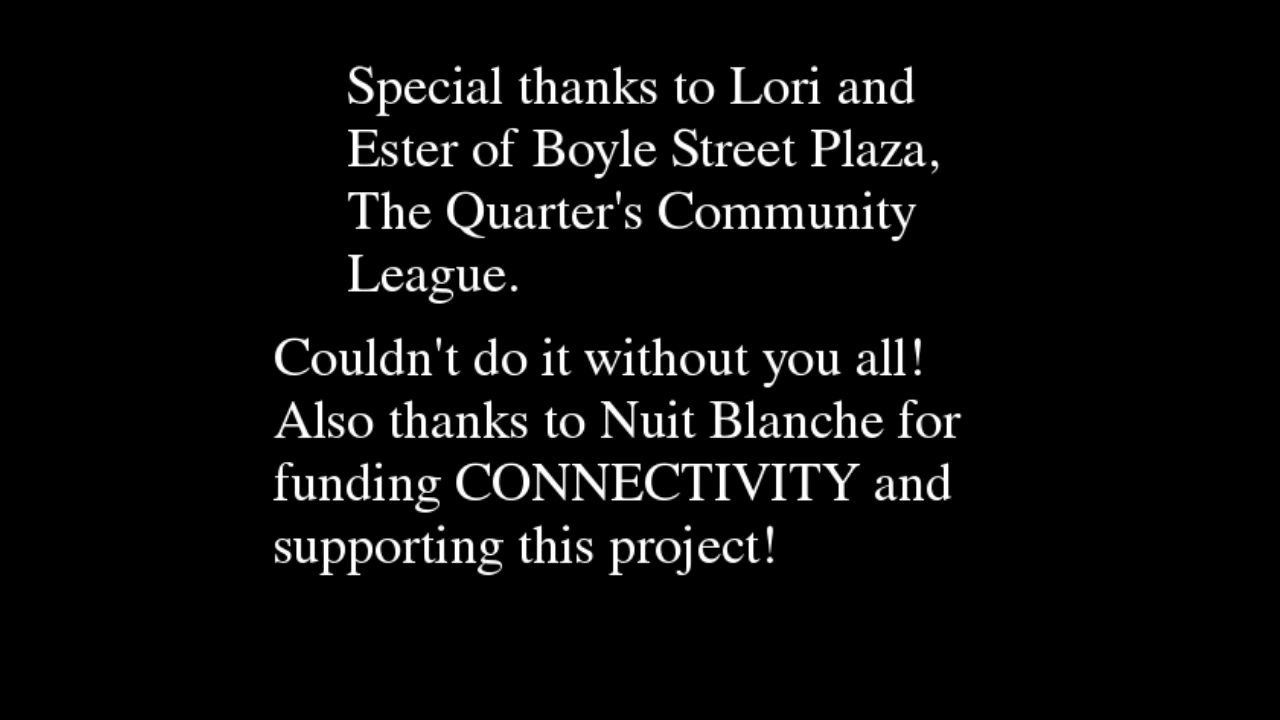 Special thanks to Lori and
Ester of Boyle Street Plaza,
The Quarter's Community
League.
Couldn't do it without you all!
Also thanks to Nuit Blanche for
funding CONNECTIVITY and
supporting this project!